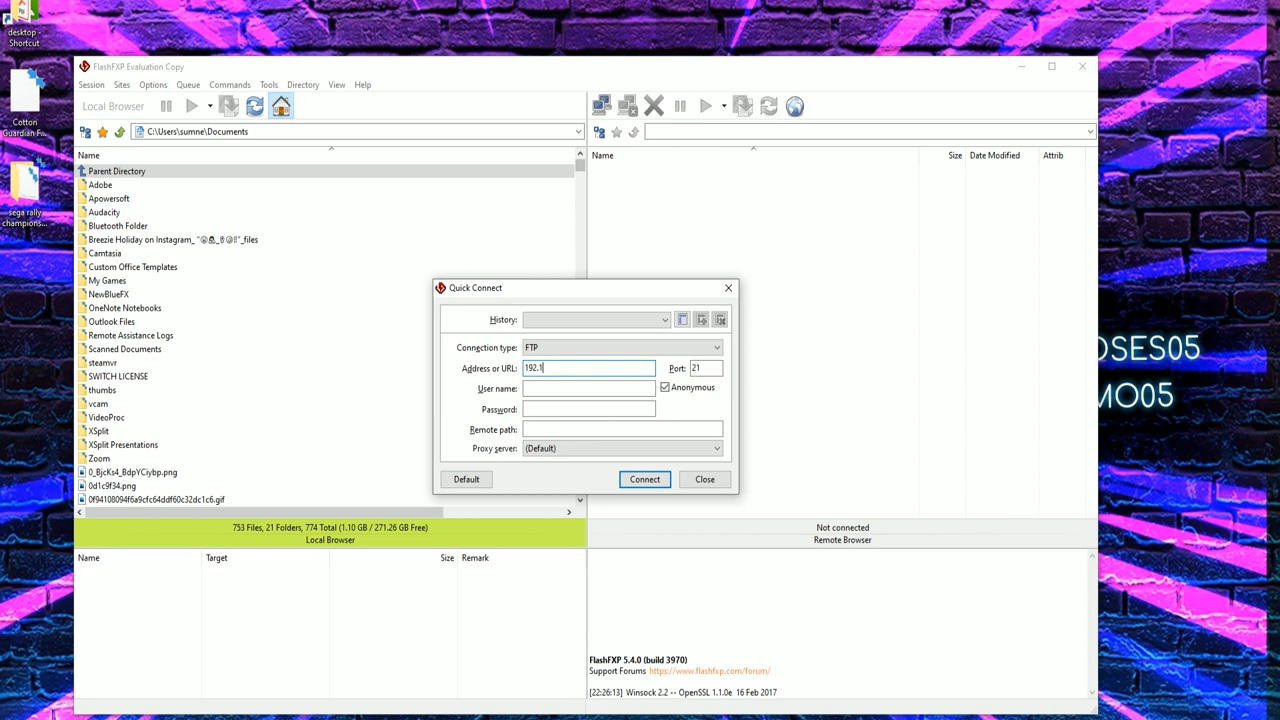 desktop -
Shortcut
Cotton
Guardian F...
sega rally
champions...
FlashFXP Evaluation Copy
Session Sites Options Queue Commands Tools Directory View Help
Local Browser
C:\Users\sumne\Documents
Name
Parent Directory
Adobe
Apowersoft
Audacity
Bluetooth Folder
Breezie Holiday on Instagram_
_files
Camtasia
Custom Office Templates
My Games
NewBlueFX
OneNote Notebooks
Outlook Files
Remote Assistance Logs
Scanned Documents
steamvr
SWITCH LICENSE
thumbs
vcam
VideoProc
XSplit
XSplit Presentations
Zoom
0_BjcKs4_BdpYCiybp.png
0d1c9f34.png
0f94108094f6a9cfc64ddf60c32dc1c6.gif
753 Files, 21 Folders, 774 Total (1.10 GB / 271.26 GB Free)
Local Browser
Name Target Size Remark
Name Size Date Modified Attrib
Quick Connect
History:
Connection type: FTP
Address or URL: 192.1 Port: 21
User name: Anonymous
Password:
Remote path:
Proxy server: (Default)
Default Connect Close
Not connected
Remote Browser
FlashFXP 5.4.0 (build 3970)
Support Forums https://www.flashfxp.com/forum/
[22:26:13] Winsock 2.2 -- OpenSSL 1.1.0e 16 Feb 2017
OSES05
MO05